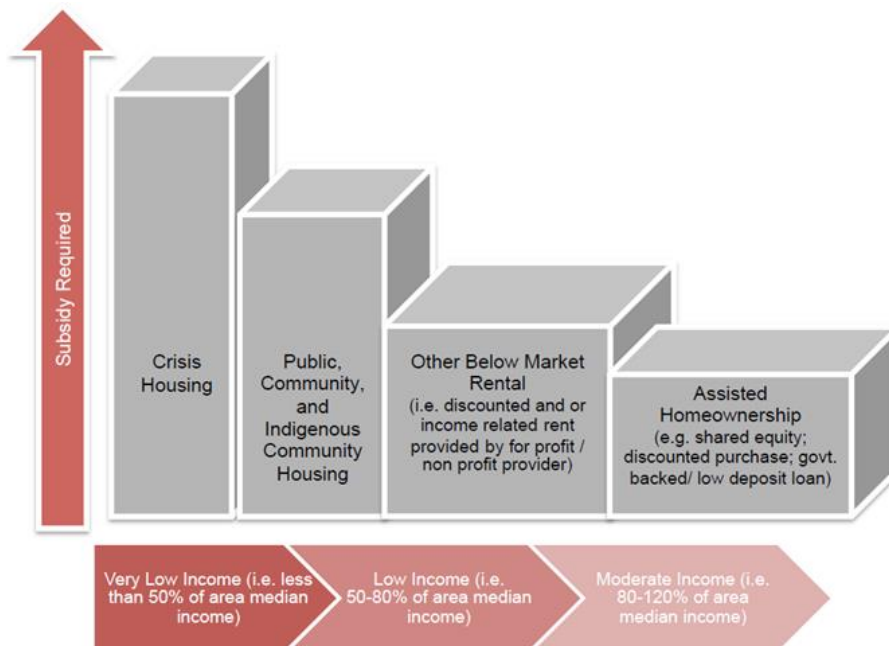 Subsidy Required
Crisis
Housing
Public,
Community,
and
Indigenous
Community
Housing
Other Below Market
Rental
(i.e. discounted and or
income related rent
provided by for profit /
non profit provider)
Assisted
Homeownership
(e.g. shared equity;
discounted purchase; govt.
backed/ low deposit loan)
Very Low Income (i.e. less
than 50% of area median
income)
Low Income (i.e.
50-80% of area median
income)
Moderate Income (i.e.
80-120% of area
median income)